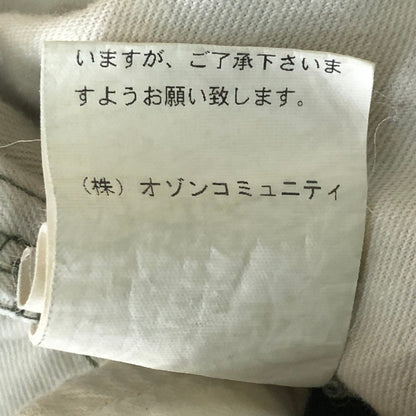 いますが、ご了承下さいま
すようお願い致します。
（株）オゾンコミュニティ